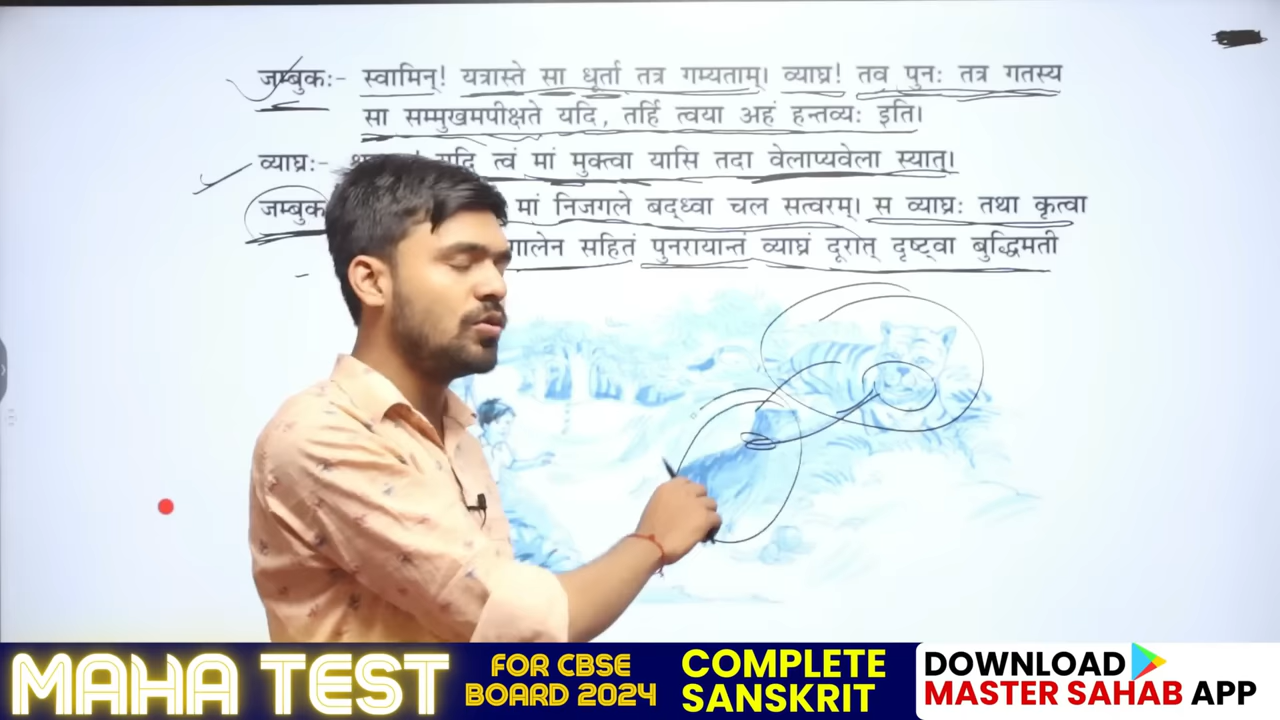 जम्बुकः- स्वामिन्! यत्रास्ते सा धूर्ता तत्र गम्यताम्। व्याघ्र! तव पुनः तत्र गतस्य
सा सम्मुखमपीक्षते यदि, तर्हि त्वया अहं हन्तव्यः इति।
व्याघ्रः- यदि त्वं मां मुक्त्वा यासि तदा वेलाप्यवेला स्यात्।
जम्बुक मां निजगले बद्ध्वा चल सत्वरम्। स व्याघ्रः तथा कृत्वा
सहितं पुनरायान्तं व्याघ्रं दूरात् दृष्ट्वा बुद्धिमती
MAHA TEST
FOR CBSE
BOARD 2024
COMPLETE
SANSKRIT
DOWNLOAD
MASTER SAHAB APP